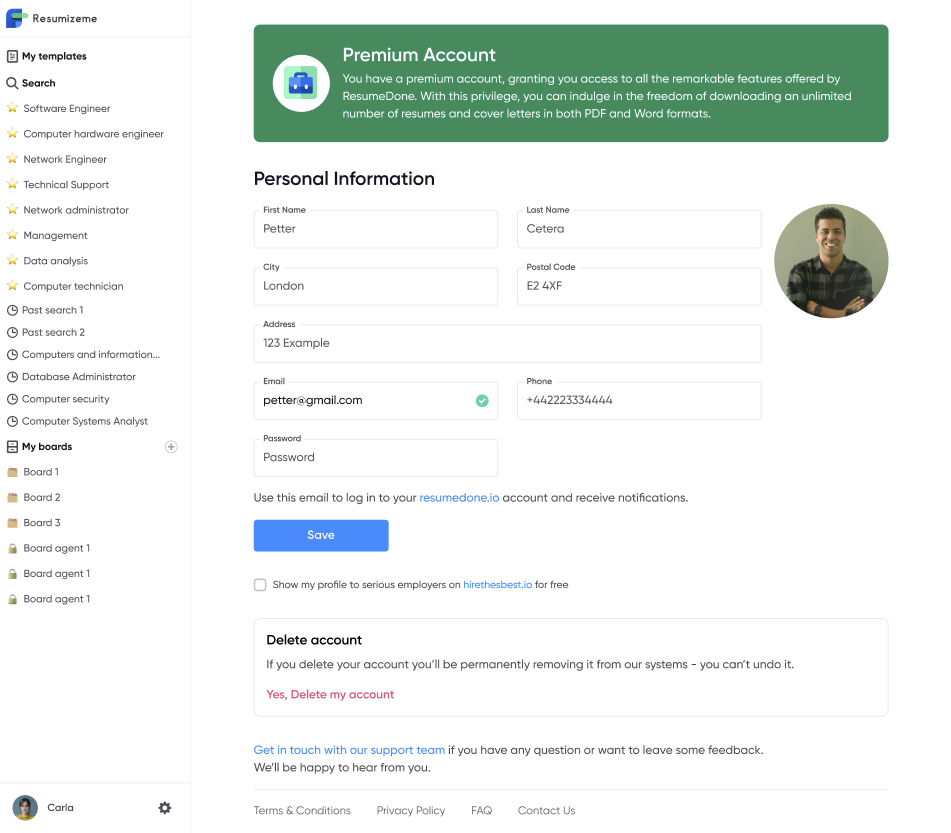 Resumizeme
My templates
Search
Software Engineer
Computer hardware engineer
Network Engineer
Technical Support
Network administrator
Management
Data analysis
Computer technician
Past search 1
Past search 2
Computers and information...
Database Administrator
Computer security
Computer Systems Analyst
My boards
Board 1
Board 2
Board 3
Board agent 1
Board agent 1
Board agent 1
Carla
Premium Account
You have a premium account, granting you access to all the remarkable features offered by
ResumeDone. With this privilege, you can indulge in the freedom of downloading an unlimited
number of resumes and cover letters in both PDF and Word formats.
Personal Information
First Name
Petter
Last Name
Cetera
City
London
Postal Code
E2 4XF
Address
123 Example
Email
petter@gmail.com
Phone
+442223334444
Password
Password
Use this email to log in to your resumedone.io account and receive notifications.
Save
Show my profile to serious employers on hirethesbest.io for free
Delete account
If you delete your account you'll be permanently removing it from our systems - you can't undo it.
Yes, Delete my account
Get in touch with our support team if you have any question or want to leave some feedback.
We'll be happy to hear from you.
Terms & Conditions Privacy Policy FAQ Contact Us